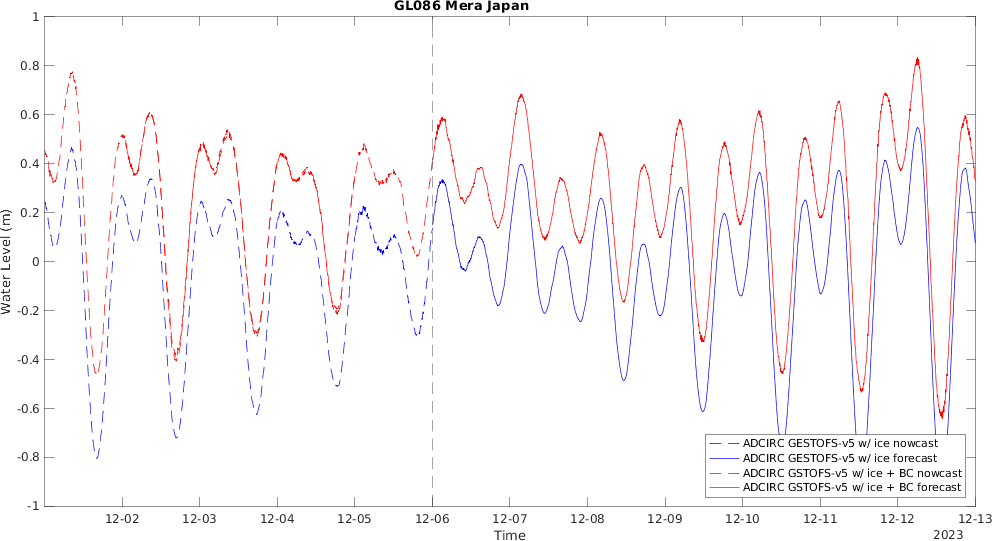 GL086 Mera Japan
Water Level (m)
1
0.8
0.6
0.4
0.2
0
-0.2
-0.4
-0.6
-0.8
-1
ADCIRC GESTOFS-v5 w/ ice nowcast
ADCIRC GESTOFS-v5 w/ ice forecast
ADCIRC GSTOFS-v5 w/ ice + BC nowcast
ADCIRC GSTOFS-v5 w/ ice + BC forecast
12-02 12-03 12-04 12-05 12-06 12-07 12-08 12-09 12-10 12-11 12-12 12-13
Time
2023